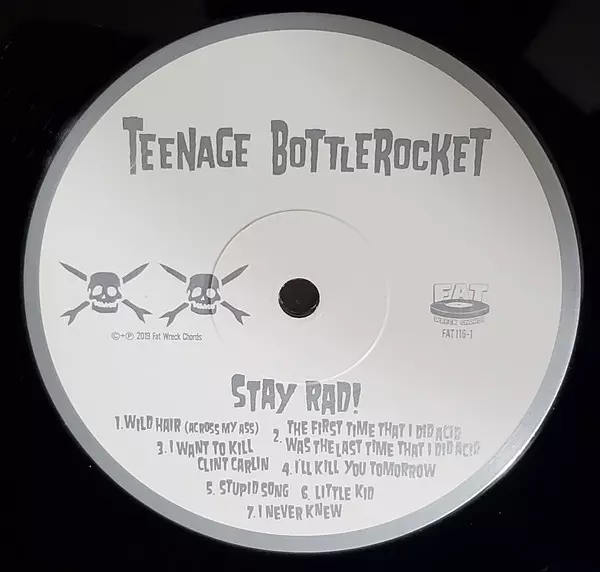 TEENAGE BOTTLEROCKET
FAT
WRECK CHORDS
©+℗ 2019 Fat Wreck Chords
FAT116-1
STAY RAD!
1. WILD HAIR (ACROSS MY ASS)
2. THE FIRST TIME THAT I DID ACID
WAS THE LAST TIME THAT I DID ACID
3. I WANT TO KILL
CLINT CARLIN
4. I'LL KILL YOU TOMORROW
5. STUPID SONG 6. LITTLE KID
7. I NEVER KNEW